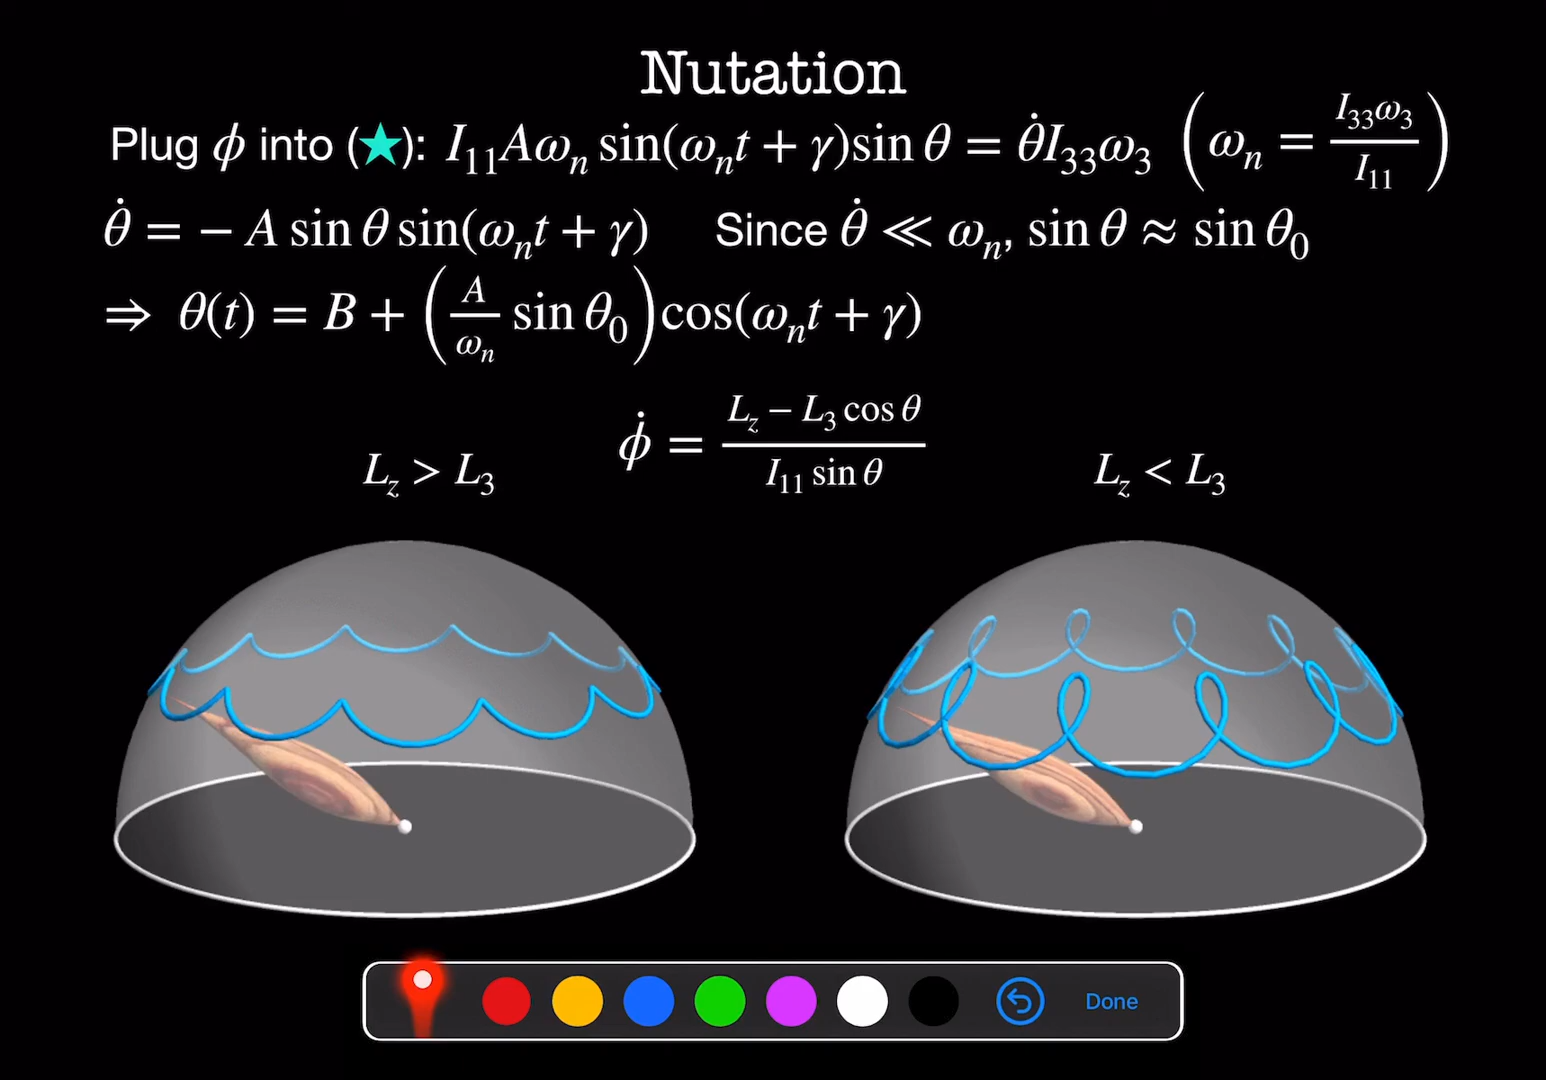 Nutation
Plug ϕ into (★): I₁₁Aωₙ sin(ωₙt + γ)sin θ = θ̇I₃₃ω₃ (ωₙ = I₃₃ω₃ / I₁₁)
θ̇ = − A sin θ sin(ωₙt + γ) Since θ̇ ≪ ωₙ, sin θ ≈ sin θ₀
⇒ θ(t) = B + (A/ωₙ sin θ₀)cos(ωₙt + γ)
ϕ̇ = (L_z − L₃ cos θ) / (I₁₁ sin θ)
L_z > L₃
L_z < L₃
Done